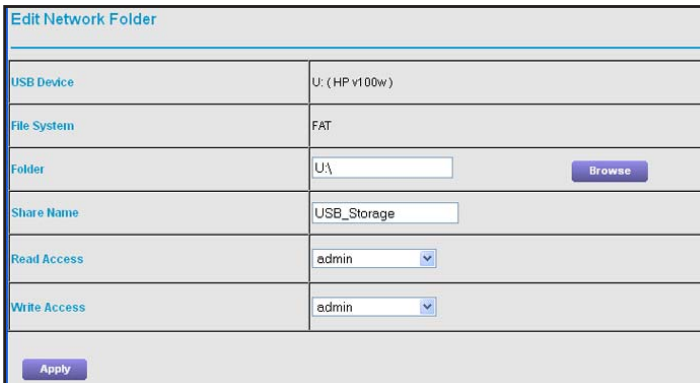 Edit Network Folder
USB Device U: ( HP v100w )
File System FAT
Folder U:\ Browse
Share Name USB_Storage
Read Access admin
Write Access admin
Apply